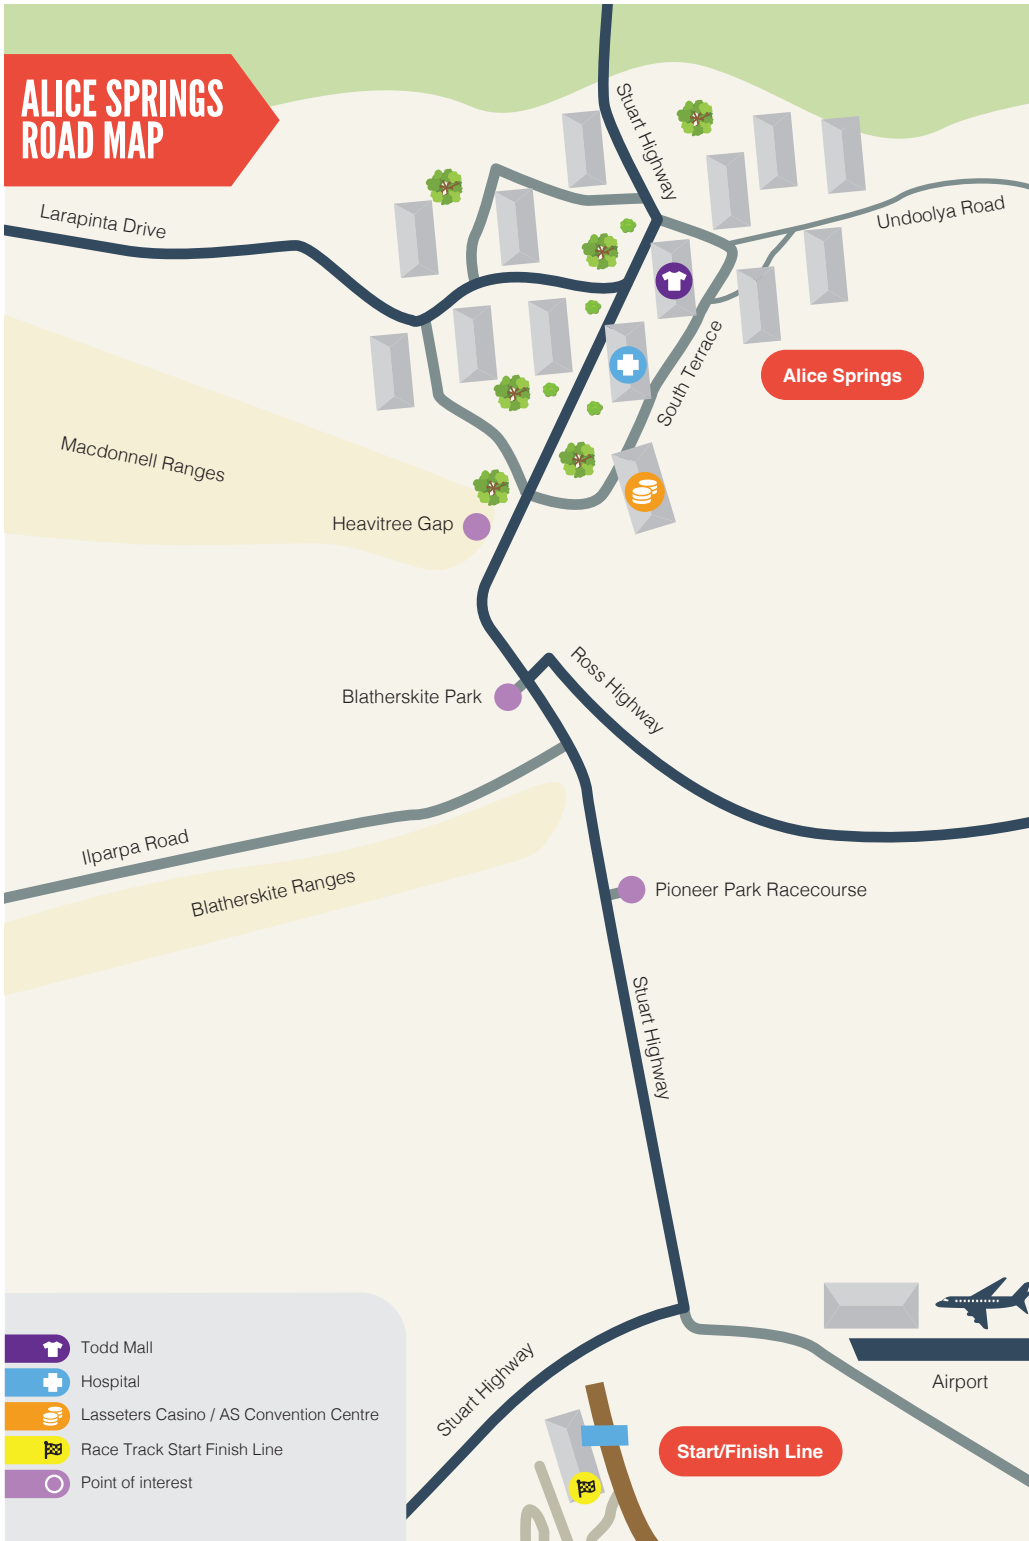 ALICE SPRINGS
ROAD MAP
Stuart Highway
Larapinta Drive
Undoolya Road
South Terrace
Alice Springs
Macdonnell Ranges
Heavitree Gap
Ross Highway
Blatherskite Park
Ilparpa Road
Blatherskite Ranges
Pioneer Park Racecourse
Stuart Highway
Airport
Stuart Highway
Start/Finish Line
Todd Mall
Hospital
Lasseters Casino / AS Convention Centre
Race Track Start Finish Line
Point of interest